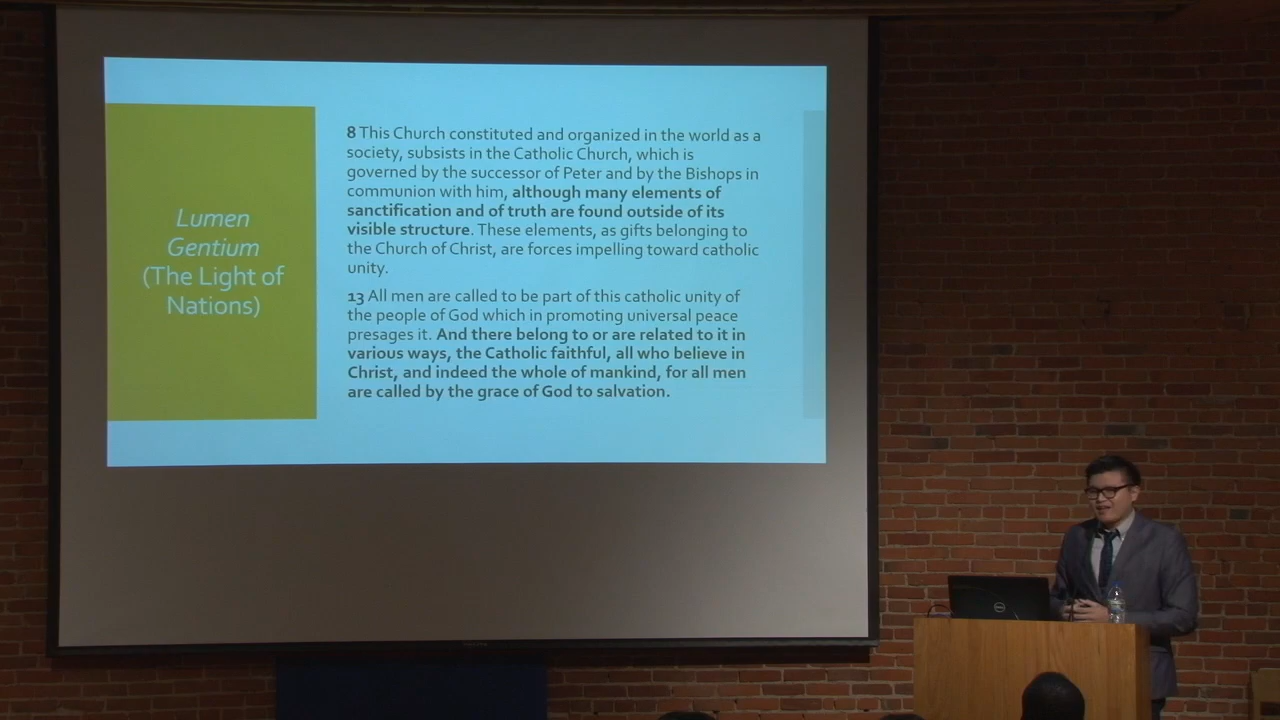 Lumen
Gentium
(The Light of
Nations)
8 This Church constituted and organized in the world as a
society, subsists in the Catholic Church, which is
governed by the successor of Peter and by the Bishops in
communion with him, although many elements of
sanctification and of truth are found outside of its
visible structure. These elements, as gifts belonging to
the Church of Christ, are forces impelling toward catholic
unity.
13 All men are called to be part of this catholic unity of
the people of God which in promoting universal peace
presages it. And there belong to or are related to it in
various ways, the Catholic faithful, all who believe in
Christ, and indeed the whole of mankind, for all men
are called by the grace of God to salvation.